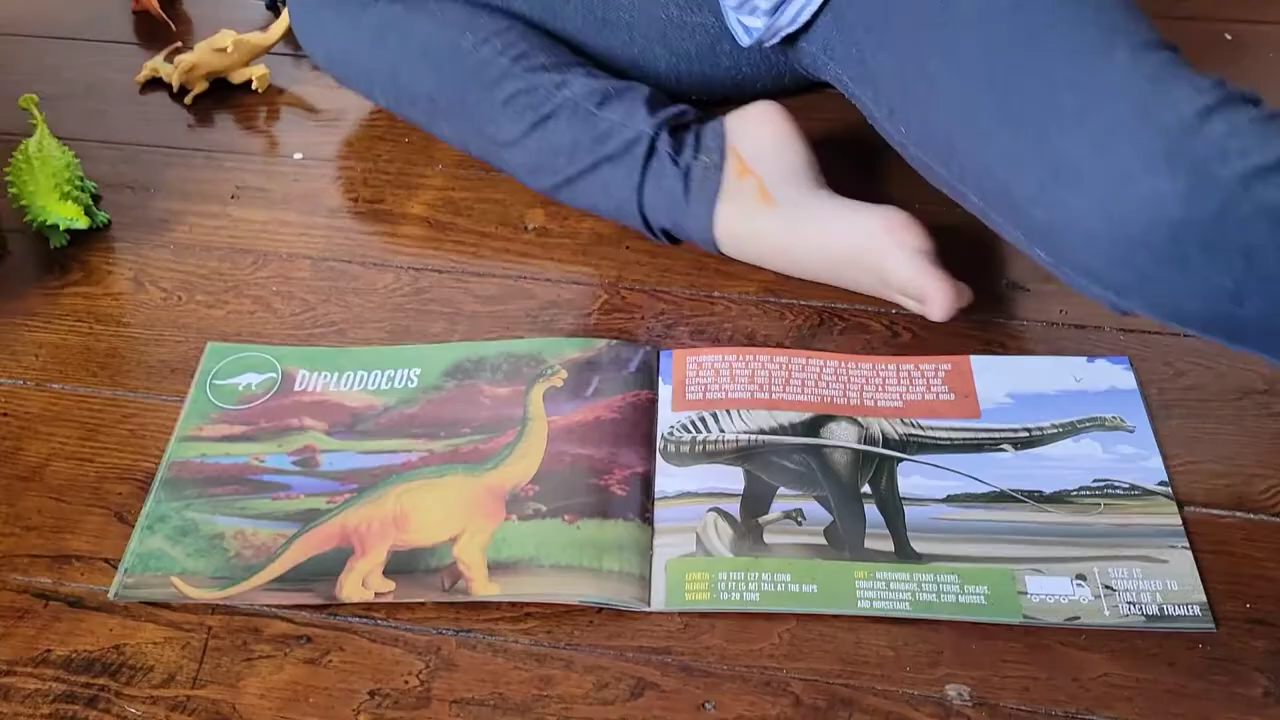 DIPLODOCUS
DIPLODOCUS HAD A 26 FOOT (8M) LONG NECK AND A 45 FOOT (14 M) LONG, WHIP-LIKE
TAIL. ITS HEAD WAS LESS THAN 2 FEET LONG AND ITS NOSTRILS WERE ON THE TOP OF
THE HEAD. THE FRONT LEGS WERE SHORTER THAN ITS BACK LEGS AND ALL LEGS HAD
ELEPHANT-LIKE, FIVE- TOED FEET. ONE TOE ON EACH FOOT HAD A THUMB CLAW, MOST
LIKELY FOR PROTECTION. IT HAS BEEN DETERMINED THAT DIPLODOCUS COULD NOT HOLD
THEIR NECKS HIGHER THAN APPROXIMATELY 17 FEET OFF THE GROUND.
LENGTH - 90 FEET (27 M) LONG
HEIGHT - 16 FT (5 M) TALL AT THE HIPS
WEIGHT - 10-20 TONS
DIET - HERBIVORE (PLANT-EATER),
CONIFERS, GINKGOS, SEED FERNS, CYCADS,
BENNETTITALEANS, FERNS, CLUB MOSSES,
AND HORSETAILS.
SIZE IS
COMPARED TO
THAT OF A
TRACTOR TRAILER